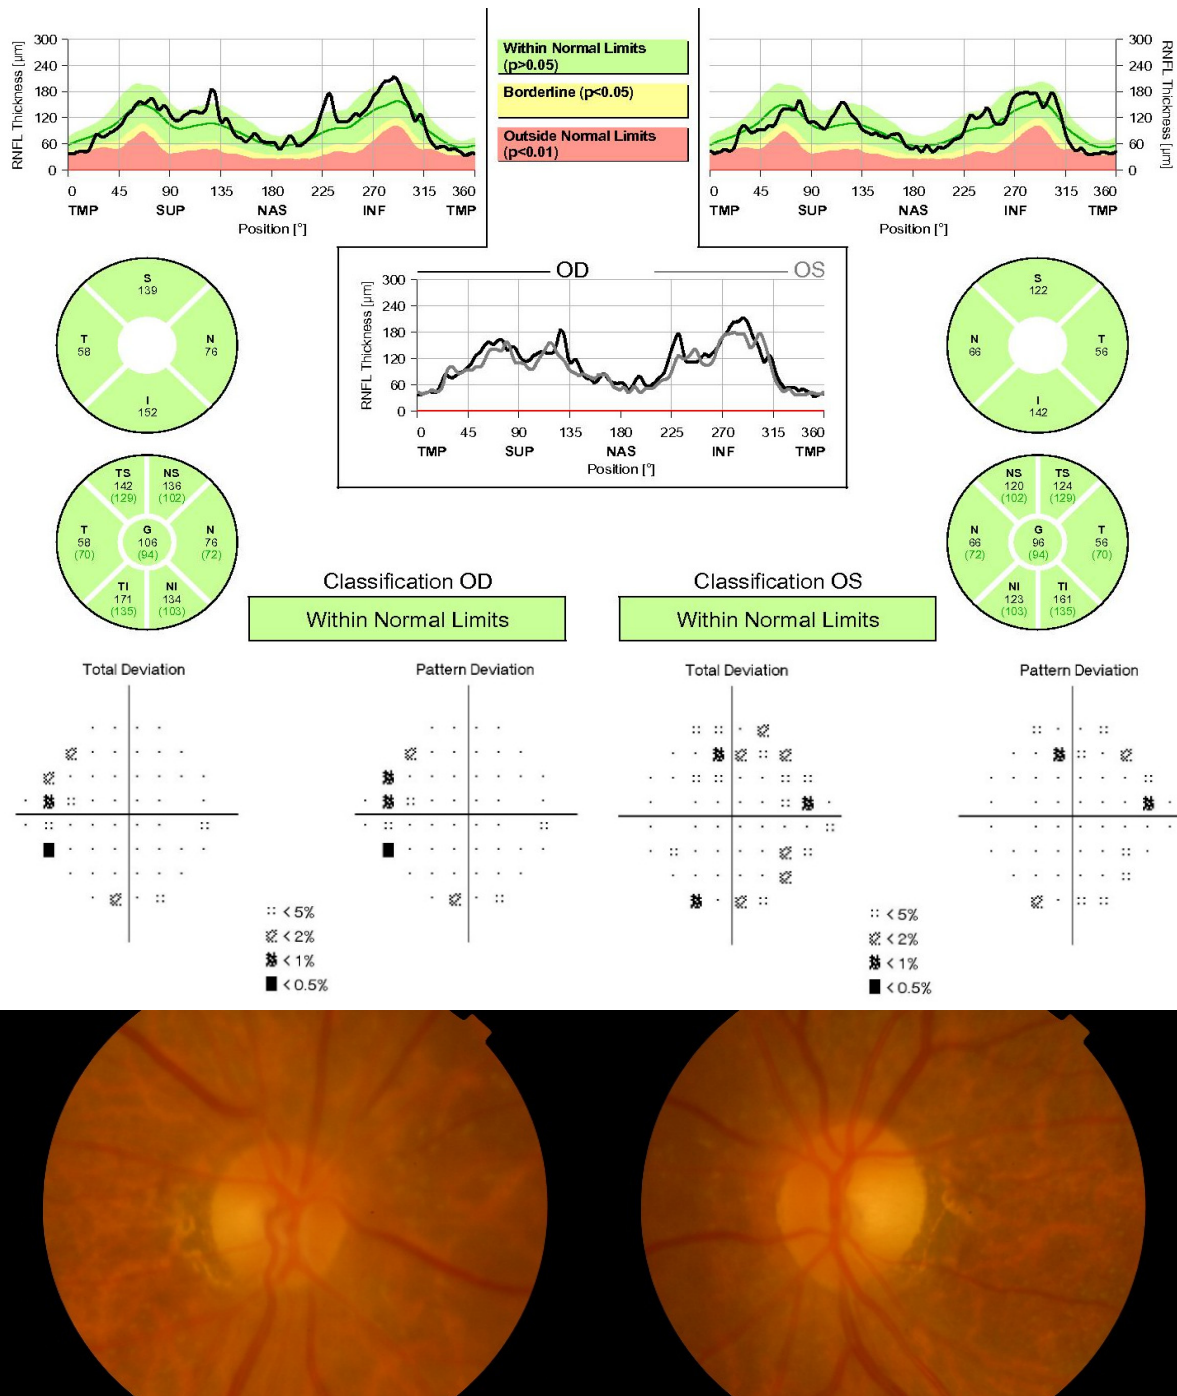 300
240
180
120
60
0
RNFL Thickness [µm]
0 45 90 135 180 225 270 315 360
TMP SUP NAS INF TMP
Position [°]
Within Normal Limits
(p>0.05)
Borderline (p<0.05)
Outside Normal Limits
(p<0.01)
300
240
180
120
60
0
RNFL Thickness [µm]
0 45 90 135 180 225 270 315 360
TMP SUP NAS INF TMP
Position [°]
S
139
T
58
N
76
I
152
OD OS
300
240
180
120
60
0
RNFL Thickness [µm]
0 45 90 135 180 225 270 315 360
TMP SUP NAS INF TMP
Position [°]
S
122
N
66
T
56
I
142
TS
142
(129)
NS
136
(102)
T
58
(70)
G
106
(94)
N
76
(72)
TI
171
(135)
NI
134
(103)
Classification OD
Within Normal Limits
Classification OS
Within Normal Limits
NS
120
(102)
TS
124
(129)
N
66
(72)
G
96
(94)
T
56
(70)
NI
123
(103)
TI
161
(135)
Total Deviation
Pattern Deviation
Total Deviation
Pattern Deviation
< 5%
< 2%
< 1%
< 0.5%
< 5%
< 2%
< 1%
< 0.5%